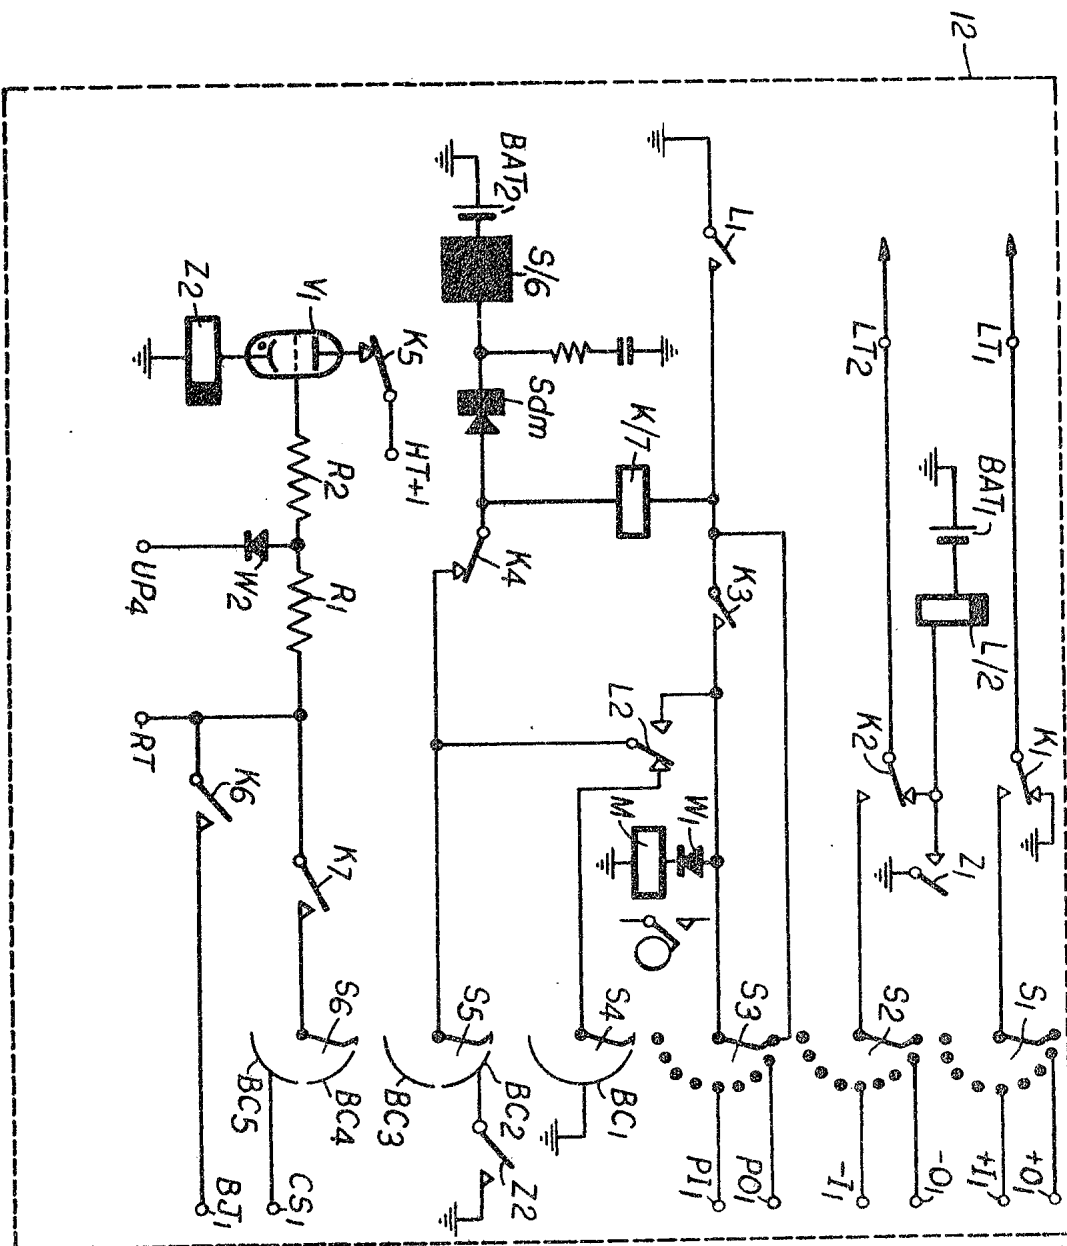 12
L1
BAT2
S/6
Sdm
K/7
Z2
V1
K5
HT+1
R2
W2
UP4
R1
RT
K6
K7
K4
K3
L2
M
W1
LT1
LT2
BAT1
L/2
K2
K1
Z1
S1
S2
S3
S4
S5
S6
BC1
BC2
BC3
BC4
BC5
Z2
+O1
+I1
-O1
-I1
PO1
PI1
CS1
BJ1